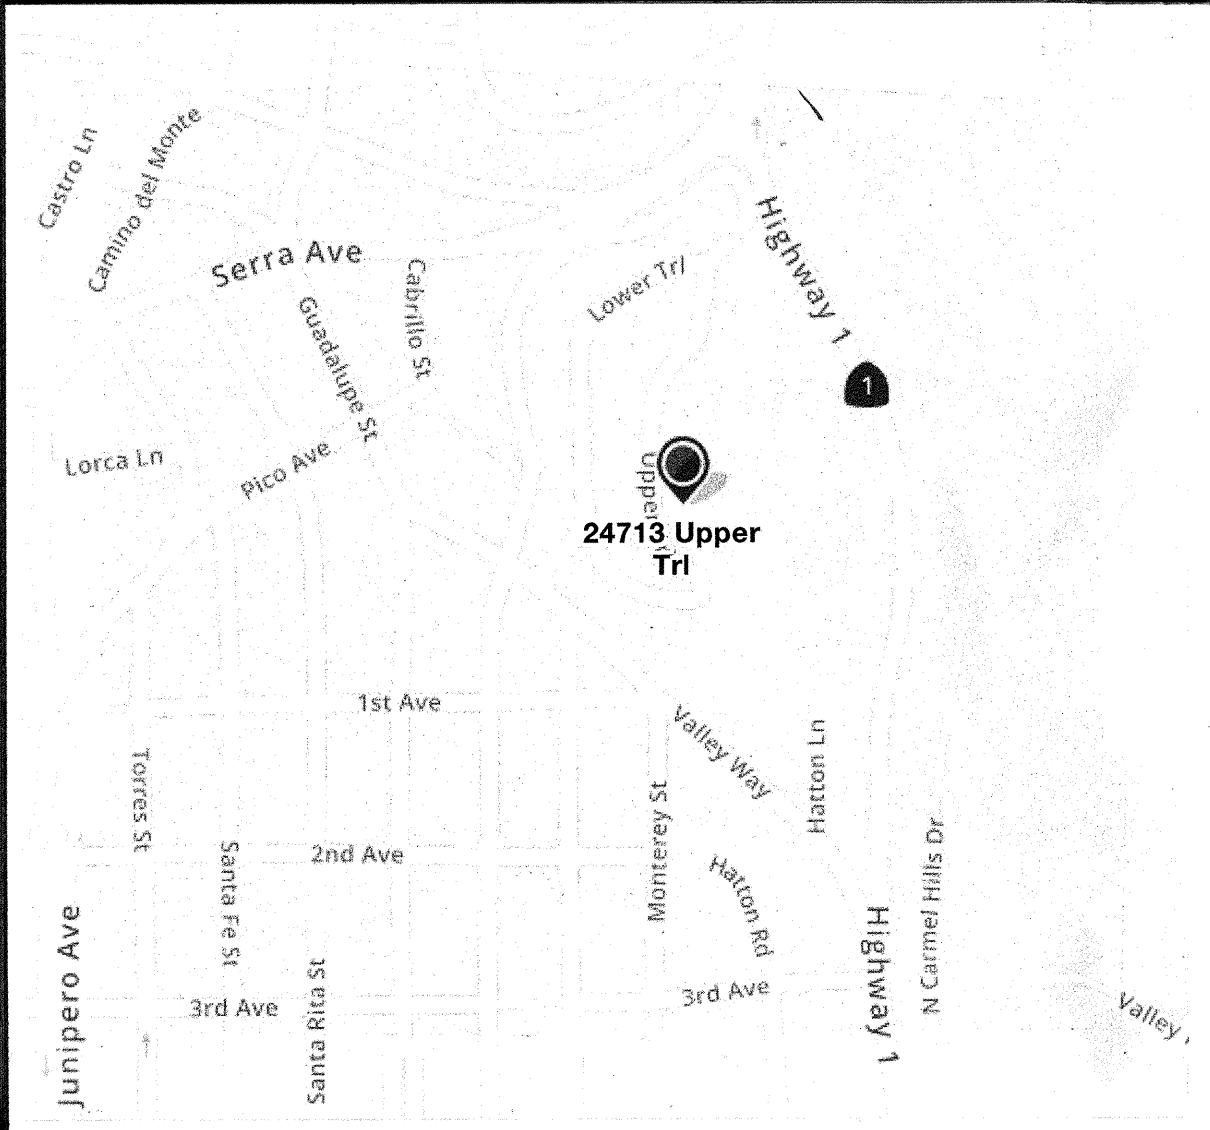 Castro Ln
Camino del Monte
Serra Ave
Guadalupe St
Cabrillo St
Lower Trl
Highway 1
1
Lorca Ln
Pico Ave
Upper
24713 Upper
Trl
1st Ave
Valley Way
Hatton Ln
Torres St
Monterey St
2nd Ave
Santa Fe St
Hatton Rd
N Carmel Hills Dr
Highway 1
Junipero Ave
3rd Ave
Santa Rita St
3rd Ave
Valley